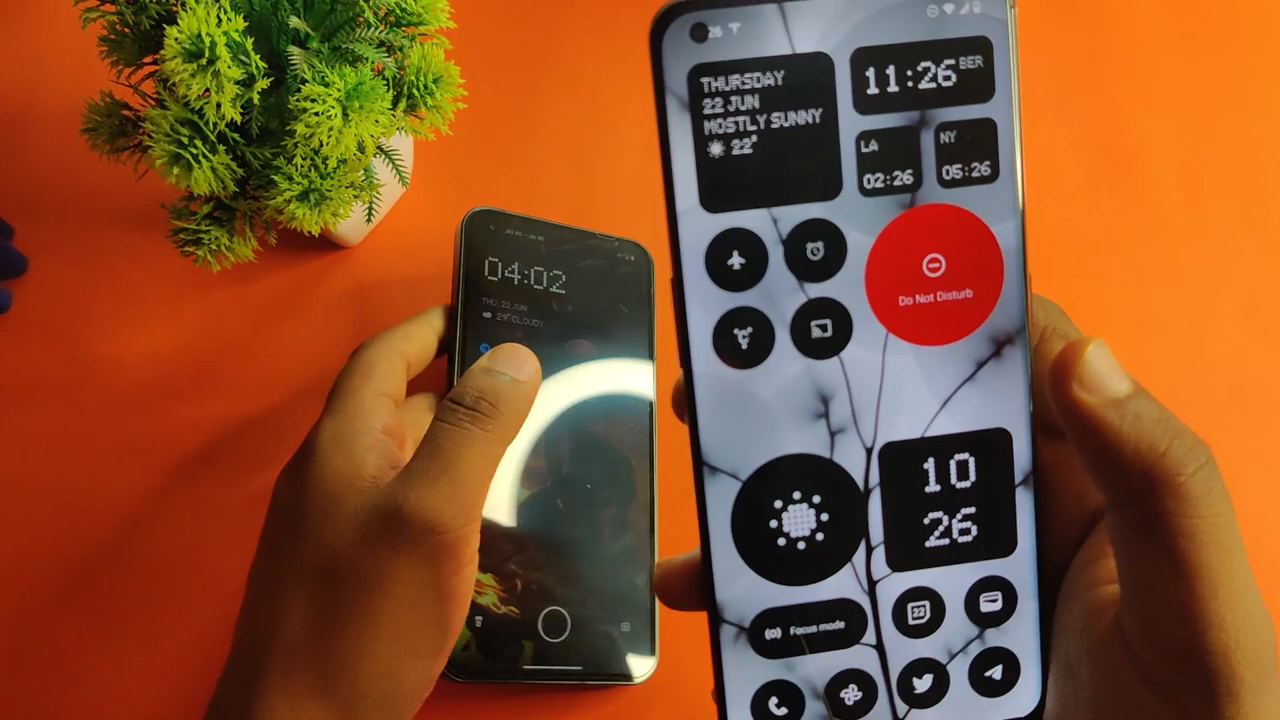 04:02
THU, 22 JUN
29° CLOUDY
26
THURSDAY
22 JUN
MOSTLY SUNNY
22°
11:26 BER
LA
02:26
NY
05:26
Do Not Disturb
10
26
Focus mode
22